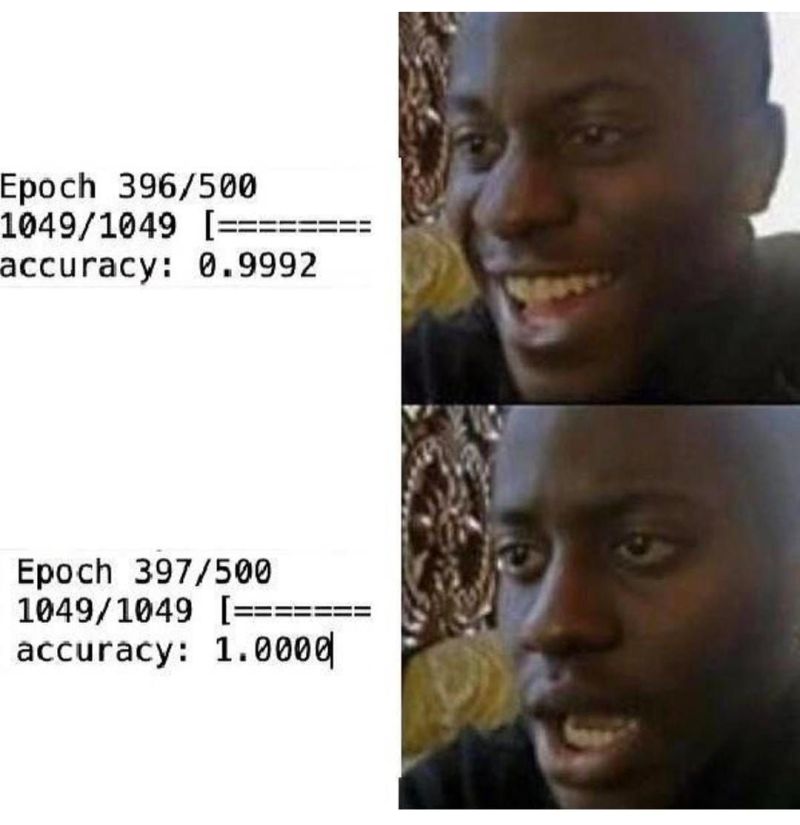 Epoch 396/500
1049/1049 [========
accuracy: 0.9992
Epoch 397/500
1049/1049 [=======
accuracy: 1.0000